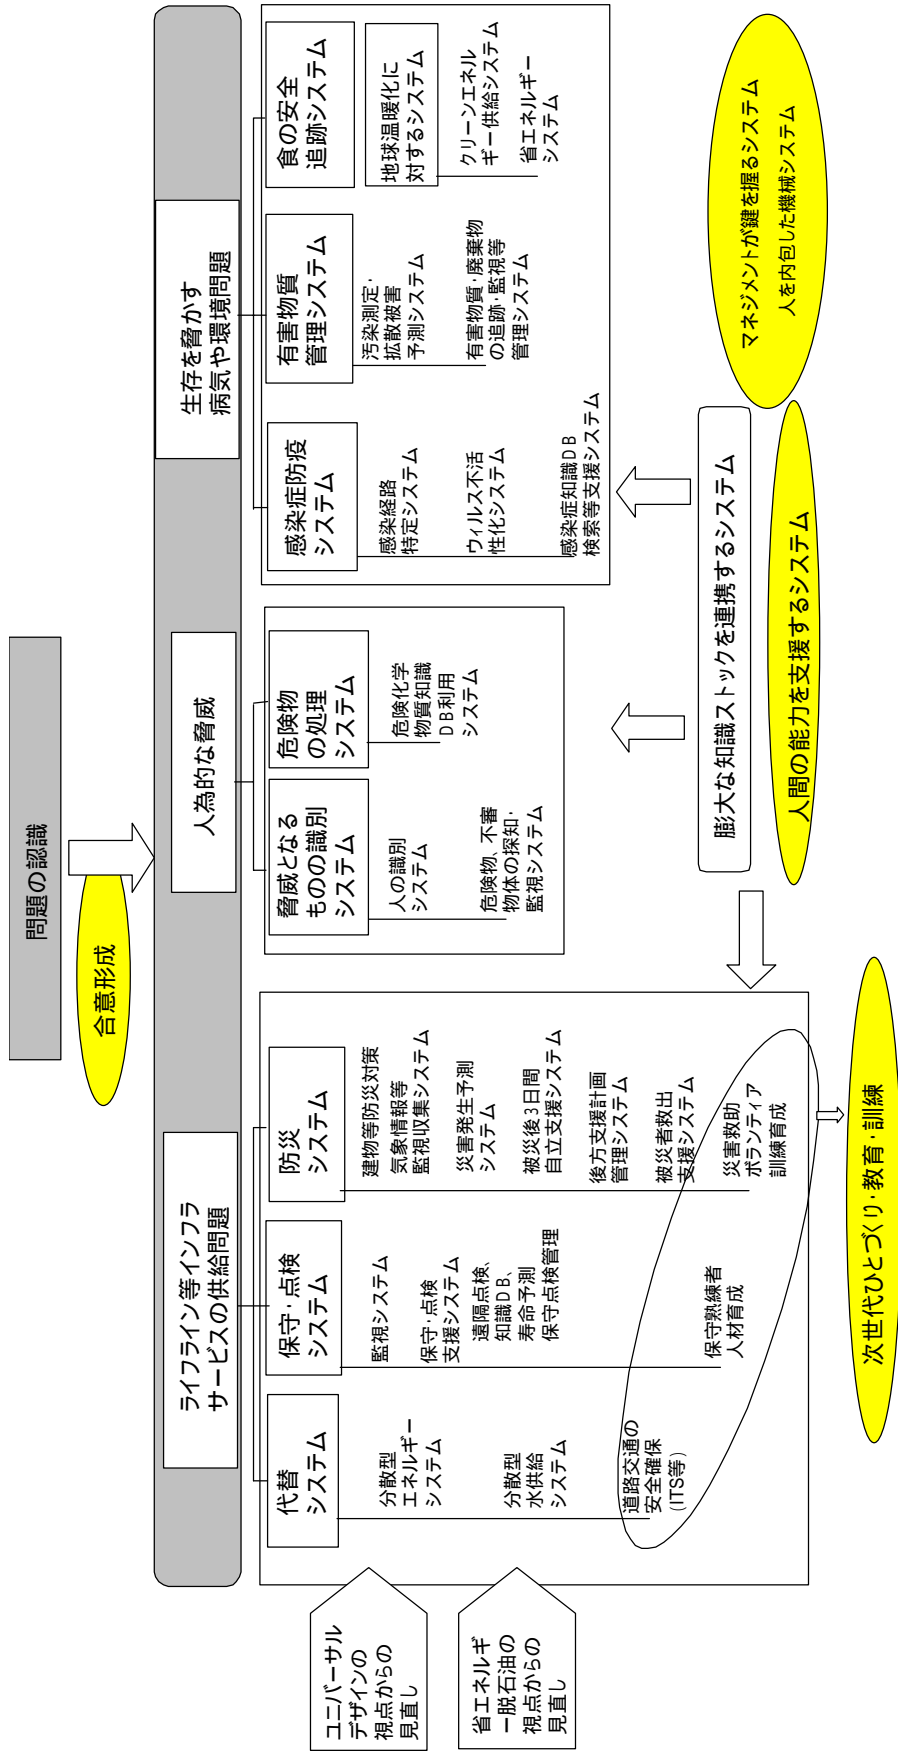 問題の認識
合意形成
ライフライン等インフラ
サービスの供給問題
人為的な脅威
生存を脅かす
病気や環境問題
ユニバーサル
デザインの
視点からの
見直し
省エネルギ
ー脱石油の
視点からの
見直し
代替
システム
分散型
エネルギー
システム
分散型
水供給
システム
道路交通の
安全確保
(ITS等)
保守・点検
システム
監視システム
保守・点検
支援システム
遠隔点検、
知識DB、
寿命予測
保守点検管理
保守熟練者
人材育成
防災
システム
建物等防災対策
気象情報等
監視収集システム
災害発生予測
システム
被災後3日間
自立支援システム
後方支援計画
管理システム
被災者救出
支援システム
災害救助
ボランティア
訓練育成
脅威となる
ものの識別
システム
人の識別
システム
危険物、不審
物体の探知・
監視システム
危険物
の処理
システム
危険化学
物質知識
DB利用
システム
感染症防疫
システム
感染経路
特定システム
ウィルス不活
性化システム
感染症知識DB
検索等支援システム
有害物質
管理システム
汚染測定・
拡散被害
予測システム
有害物質・廃棄物
の追跡・監視等
管理システム
食の安全
追跡システム
地球温暖化に
対するシステム
クリーンエネル
ギー供給システム
省エネルギー
システム
膨大な知識ストックを連携するシステム
人間の能力を支援するシステム
マネジメントが鍵を握るシステム
人を内包した機械システム
次世代ひとづくり・教育・訓練